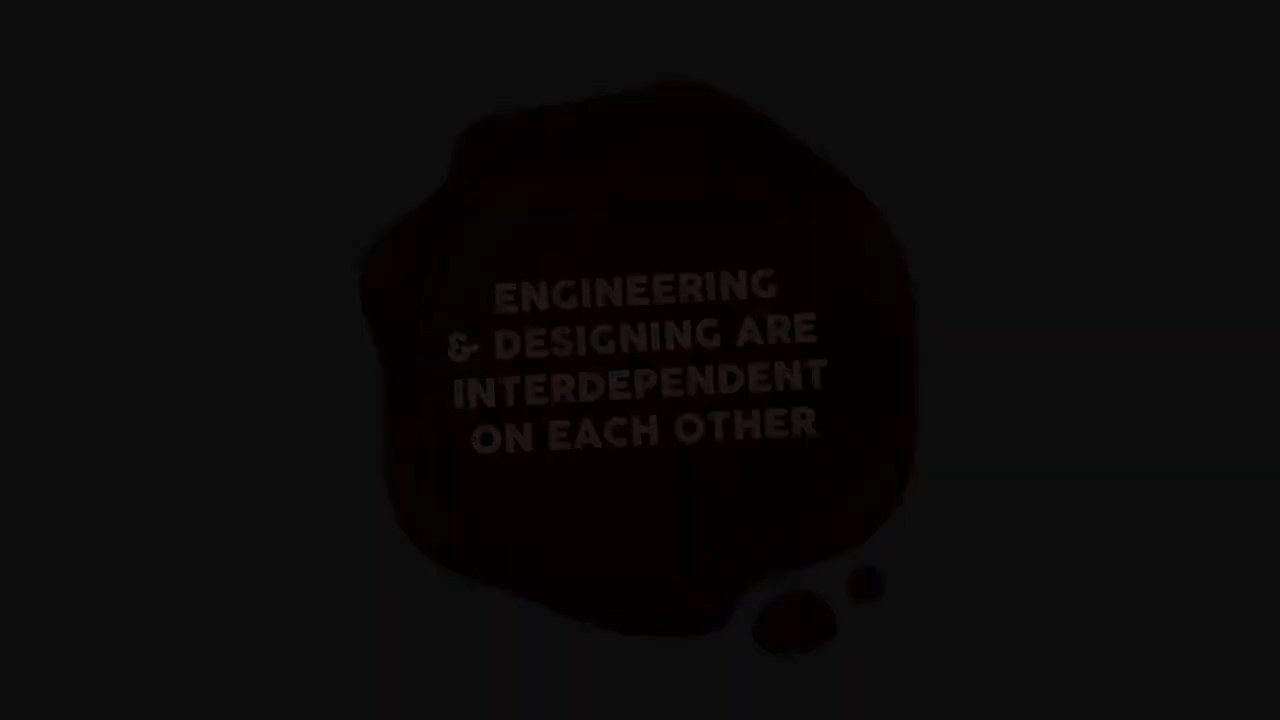 ENGINEERING
& DESIGNING ARE
INTERDEPENDENT
ON EACH OTHER